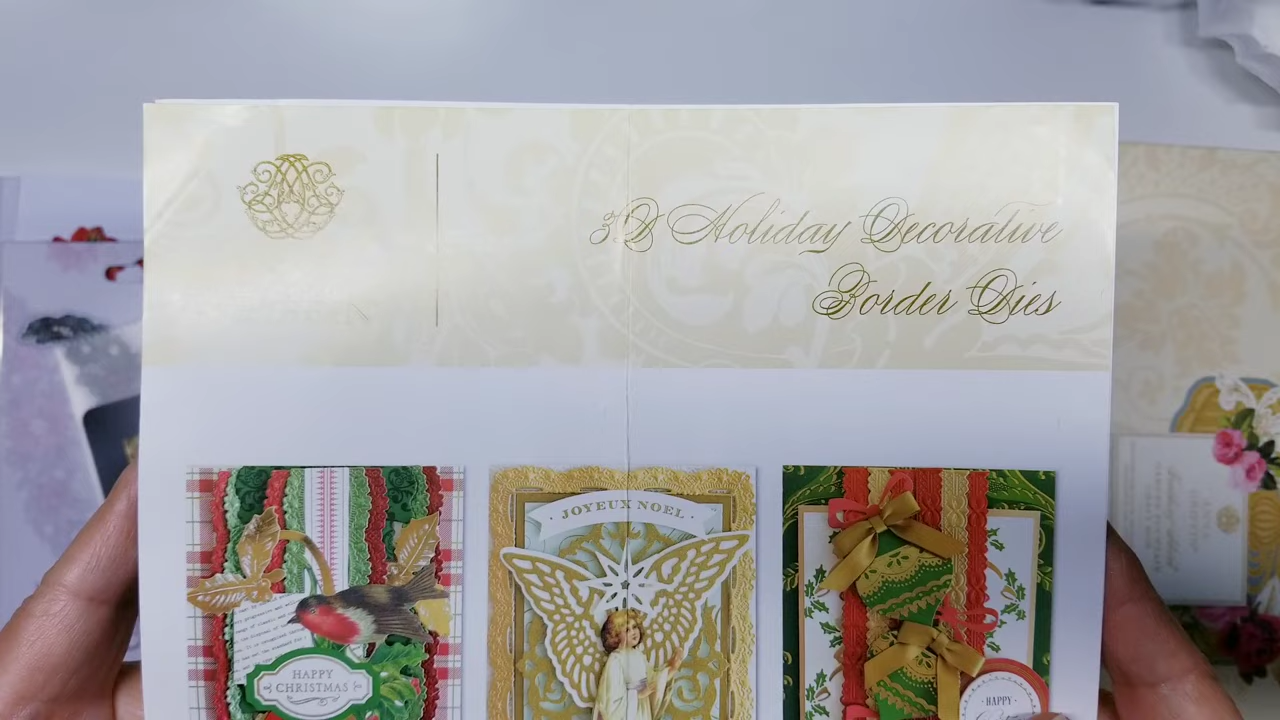 3D Holiday Decorative
Border Dies
JOYEUX NOEL
HAPPY
CHRISTMAS
HAPPY